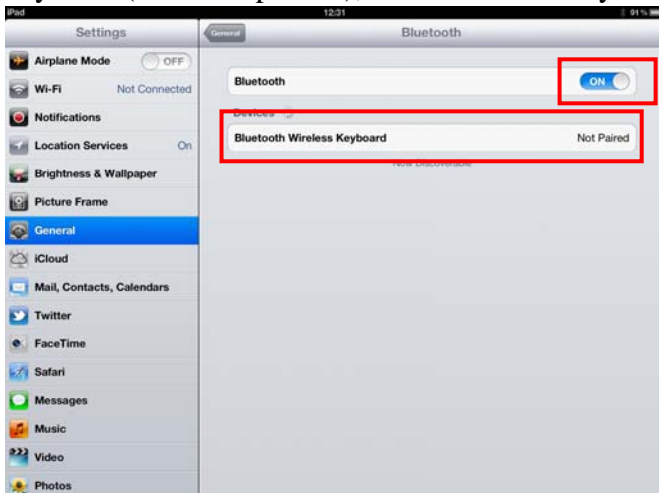 iPad 12:31 91%
Settings
General Bluetooth
Airplane Mode OFF
Wi-Fi Not Connected
Notifications
Location Services On
Brightness & Wallpaper
Picture Frame
General
iCloud
Mail, Contacts, Calendars
Twitter
FaceTime
Safari
Messages
Music
Video
Photos
Bluetooth ON
Devices
Bluetooth Wireless Keyboard Not Paired
Now Discoverable